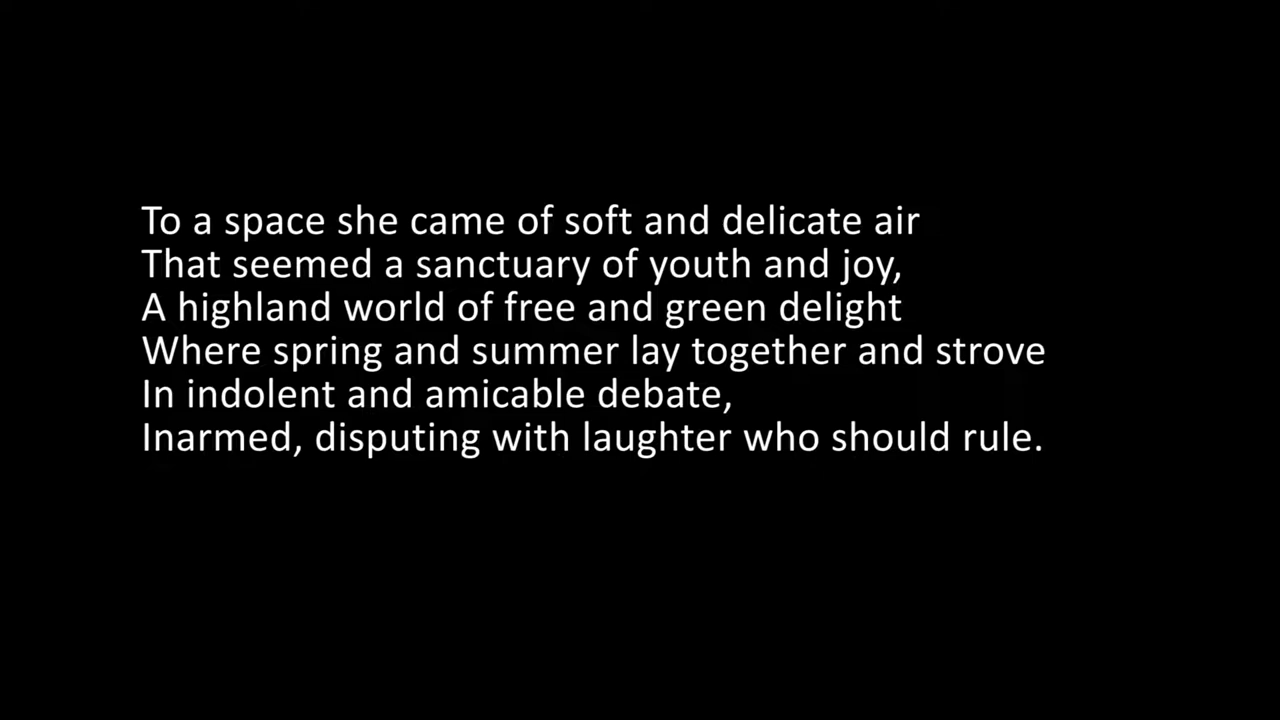 To a space she came of soft and delicate air
That seemed a sanctuary of youth and joy,
A highland world of free and green delight
Where spring and summer lay together and strove
In indolent and amicable debate,
Inarmed, disputing with laughter who should rule.